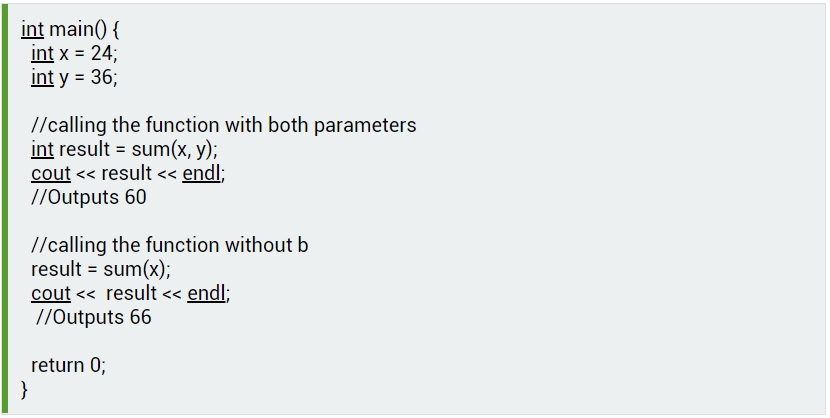 int main() {
int x = 24;
int y = 36;
//calling the function with both parameters
int result = sum(x, y);
cout << result << endl;
//Outputs 60
//calling the function without b
result = sum(x);
cout <<  result << endl;
//Outputs 66
return 0;
}